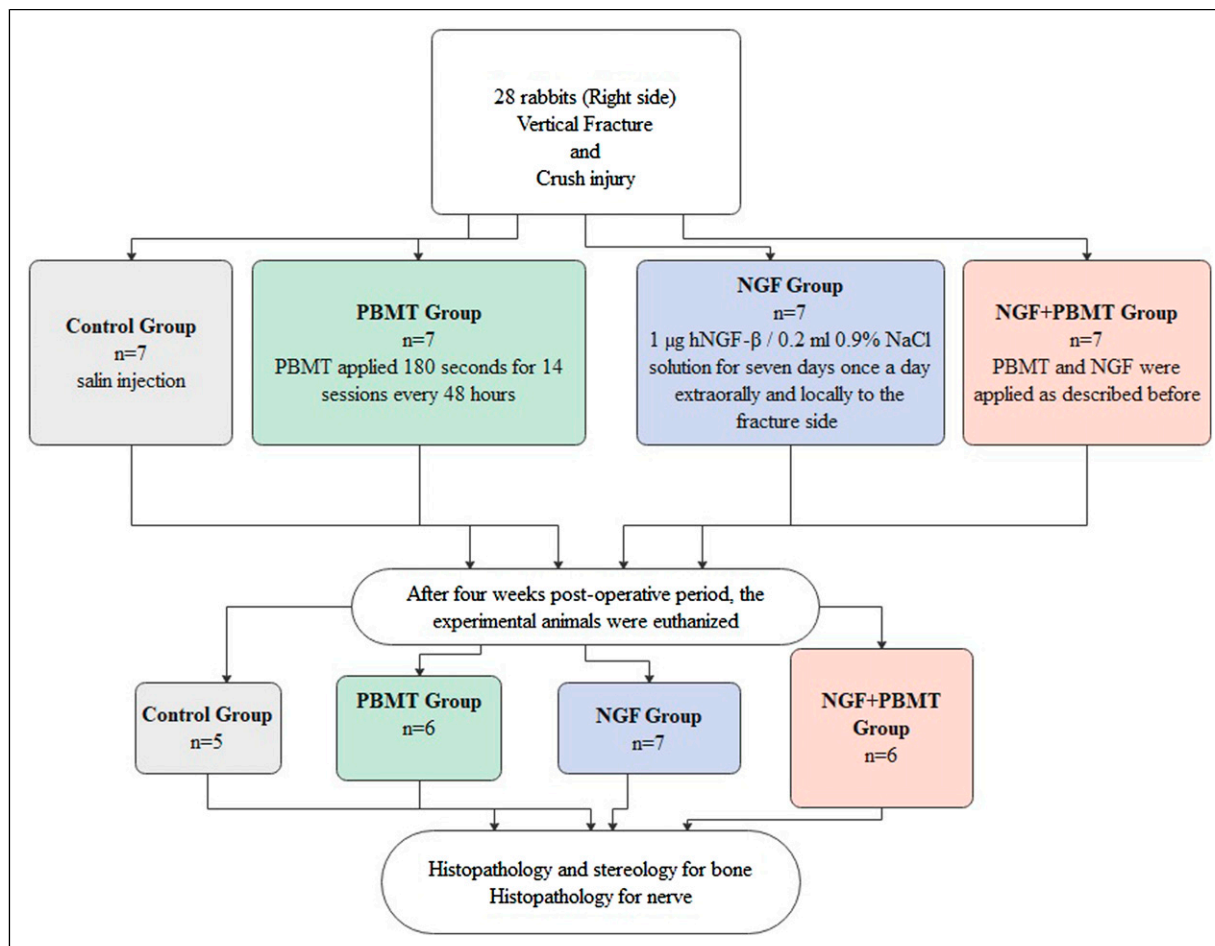 28 rabbits (Right side)
Vertical Fracture
and
Crush injury
Control Group
n=7
salin injection
PBMT Group
n=7
PBMT applied 180 seconds for 14
sessions every 48 hours
NGF Group
n=7
1 µg hNGF-β / 0.2 ml 0.9% NaCl
solution for seven days once a day
extraorally and locally to the
fracture side
NGF+PBMT Group
n=7
PBMT and NGF were
applied as described before
After four weeks post-operative period, the
experimental animals were euthanized
Control Group
n=5
PBMT Group
n=6
NGF Group
n=7
NGF+PBMT
Group
n=6
Histopathology and stereology for bone
Histopathology for nerve